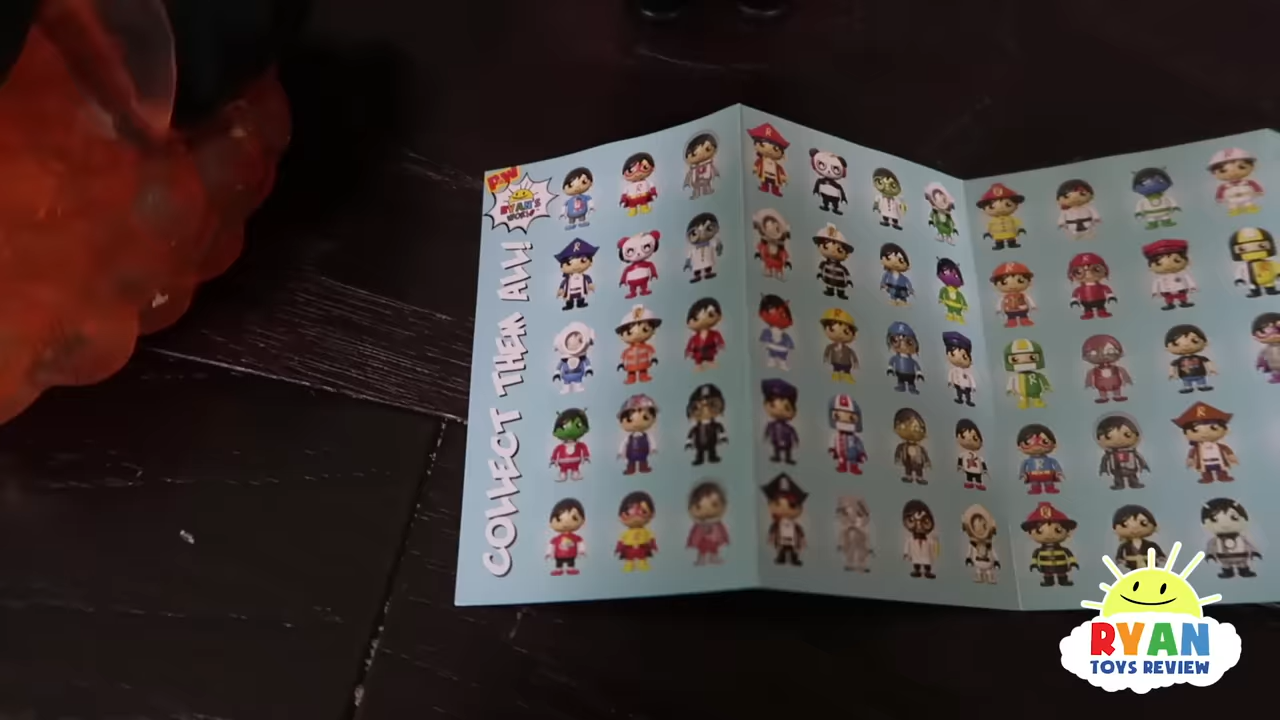 P&W
RYAN'S
WORLD
COLLECT THEM ALL!
RYAN
TOYS REVIEW